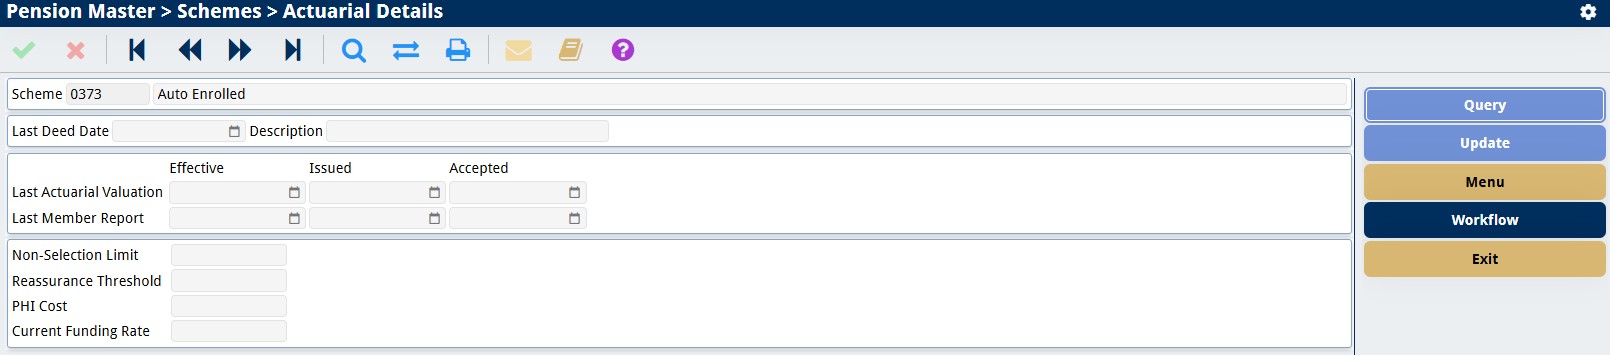 Pension Master > Schemes > Actuarial Details
?
Scheme 0373 Auto Enrolled
Last Deed Date Description
Effective Issued Accepted
Last Actuarial Valuation
Last Member Report
Non-Selection Limit
Reassurance Threshold
PHI Cost
Current Funding Rate
Query
Update
Menu
Workflow
Exit